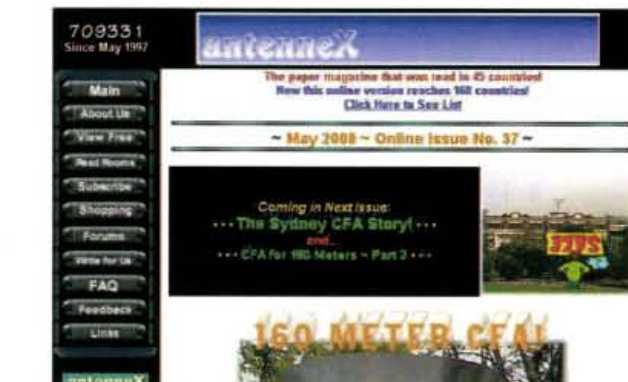 709331
Since May 1997
antenneX
The paper magazine that was read in 45 countries!
Now this online version reaches 168 countries!
Click Here to See List
~ May 2000 ~ Online Issue No. 37 ~
Main
About Us
View Free
Read Rooms
Subscribe
Shopping
Forums
Write for Us
FAQ
Feedback
Links
Coming in Next Issue:
••• The Sydney CFA Story! •••
and...
••• CFA for 160 Meters ~ Part 3 •••
160 METER CFA!
antenneX